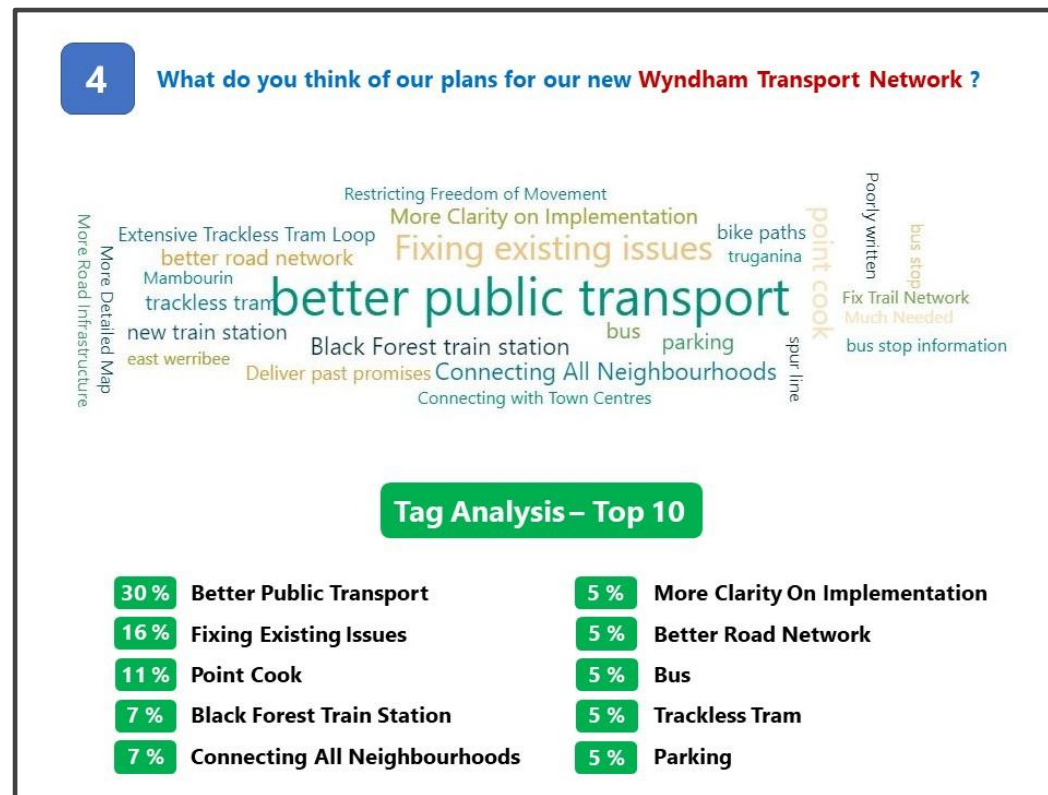 4
What do you think of our plans for our new Wyndham Transport Network ?
Restricting Freedom of Movement
More Clarity on Implementation
Extensive Trackless Tram Loop
Fixing existing issues
bike paths
better road network
truganina
Mambourin
better public transport
trackless tram
new train station
bus
Black Forest train station
parking
east werribee
Deliver past promises
Connecting All Neighbourhoods
Connecting with Town Centres
More Road Infrastructure
More Detailed Map
spur line
point cook
Poorly written
bus stop
Fix Trail Network
Much Needed
bus stop information
Tag Analysis – Top 10
30 % Better Public Transport
16 % Fixing Existing Issues
11 % Point Cook
7 % Black Forest Train Station
7 % Connecting All Neighbourhoods
5 % More Clarity On Implementation
5 % Better Road Network
5 % Bus
5 % Trackless Tram
5 % Parking